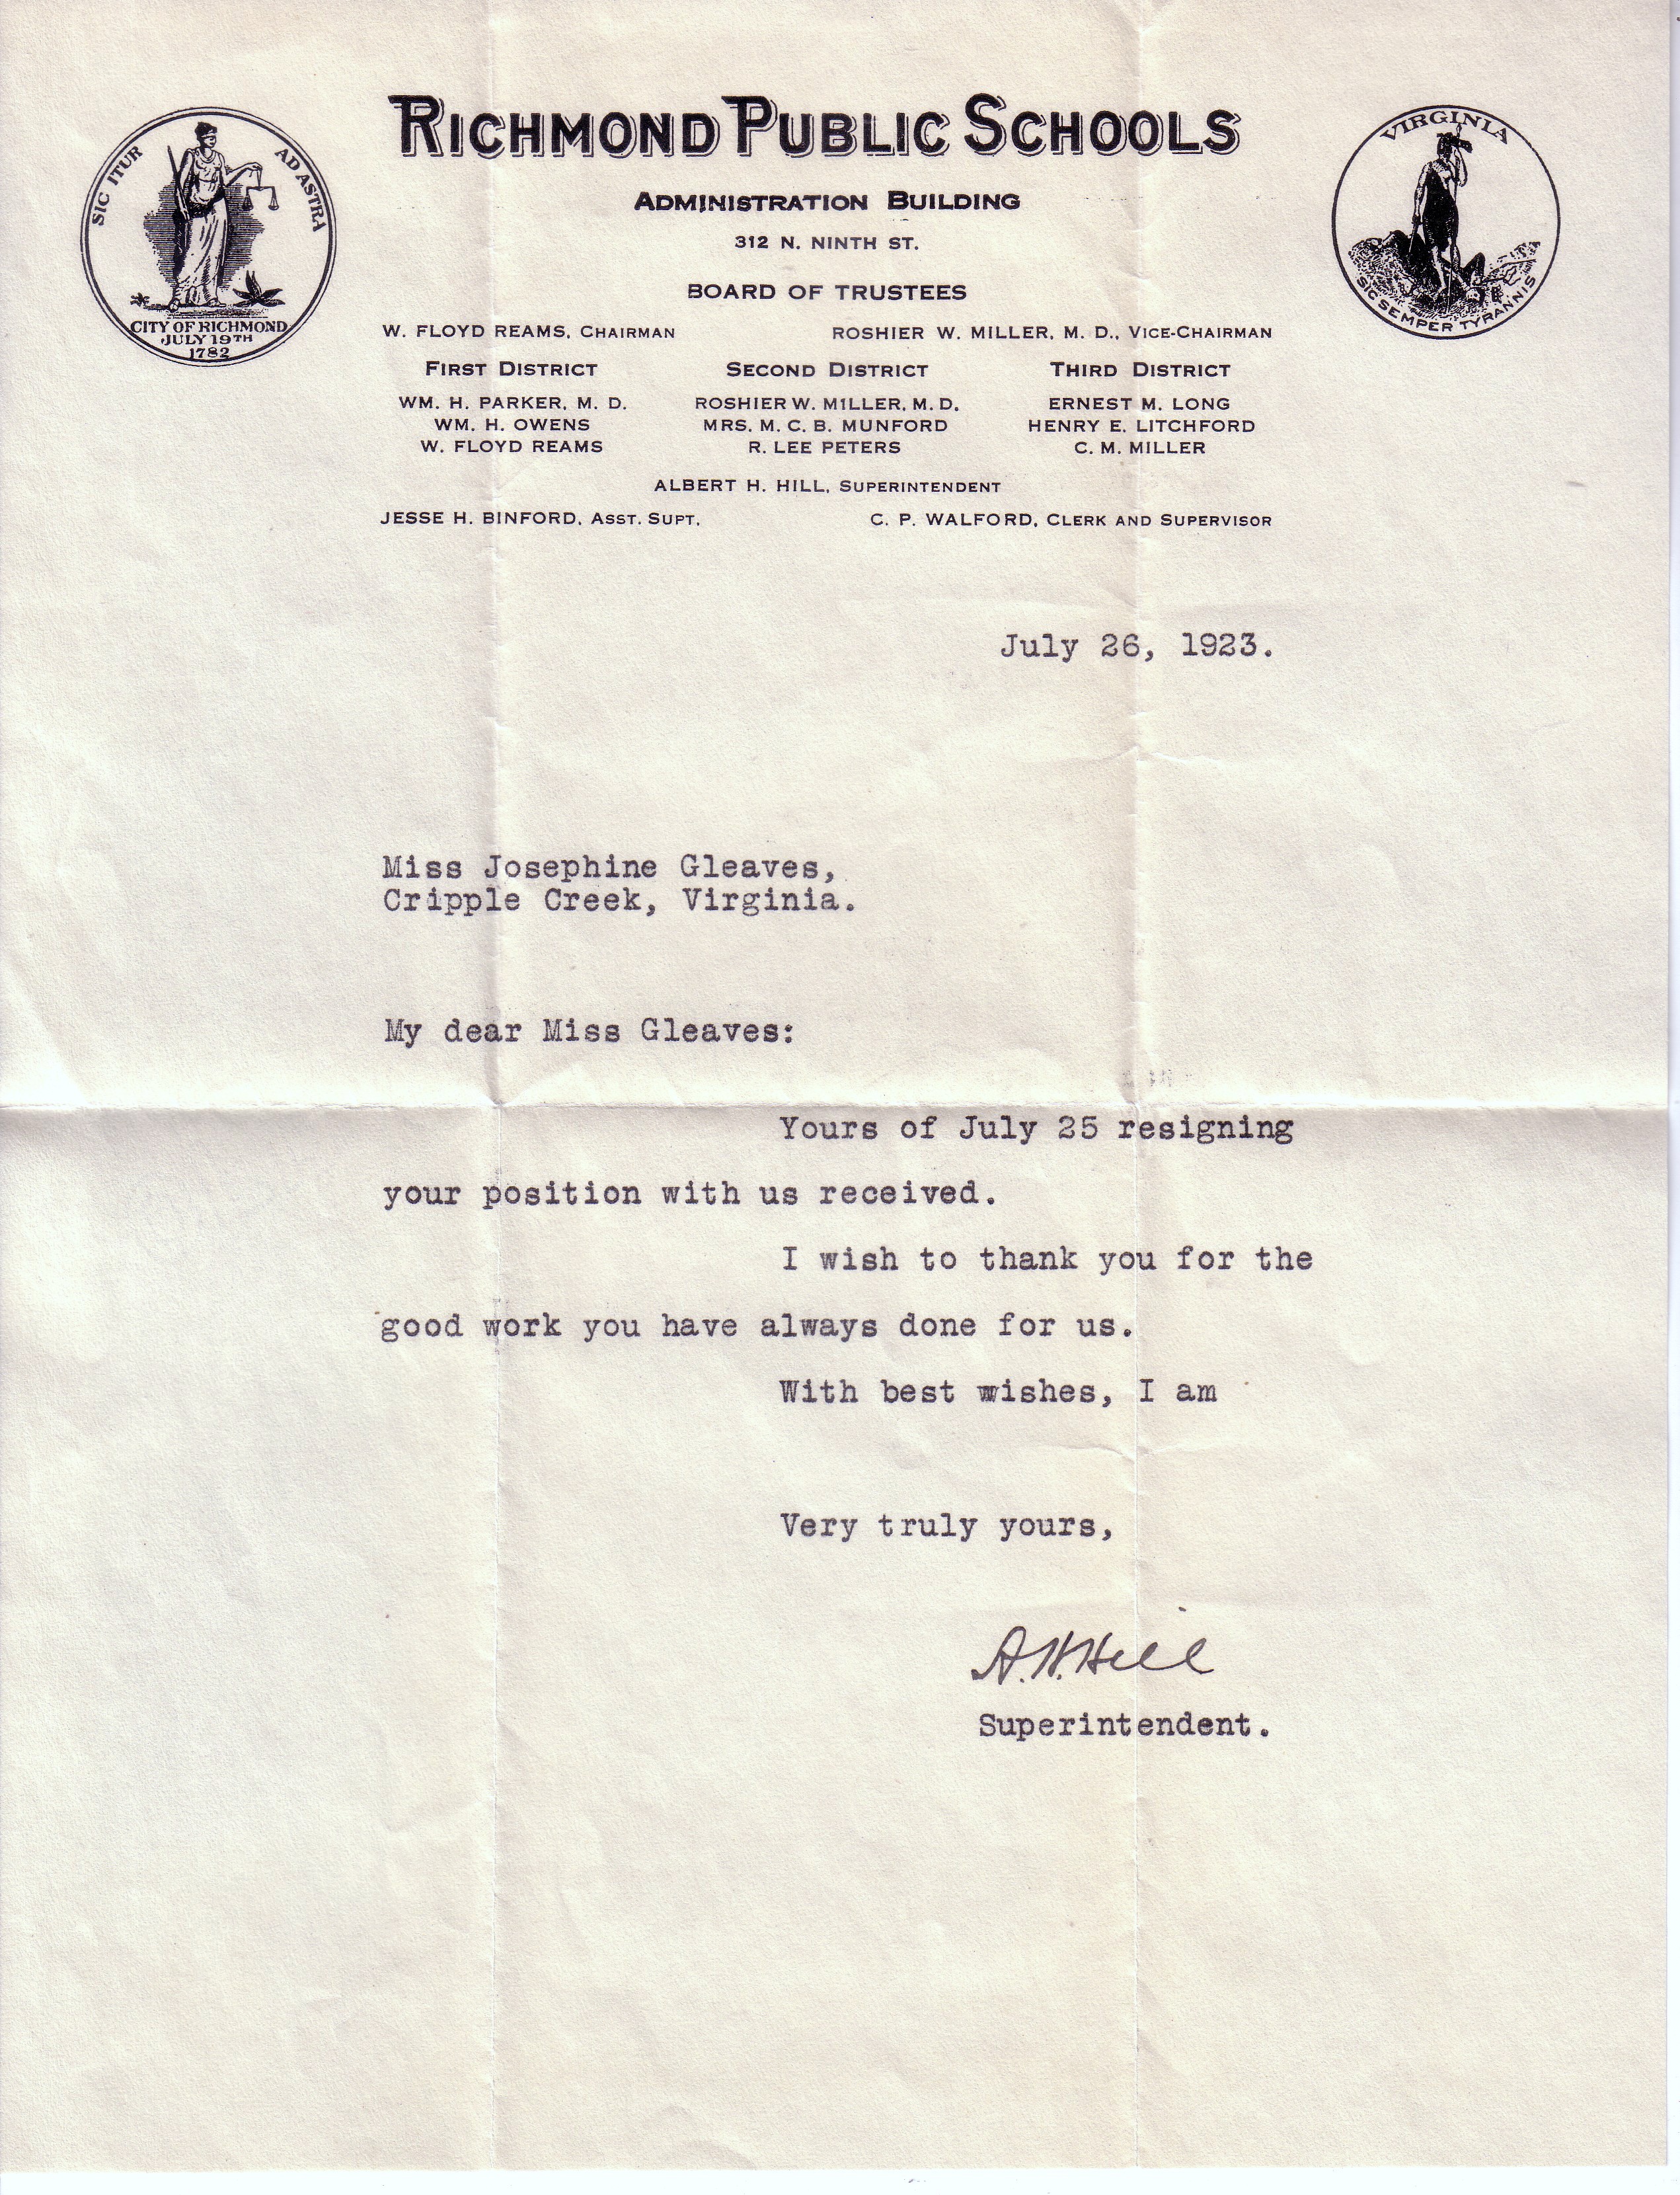 RICHMOND PUBLIC SCHOOLS
ADMINISTRATION BUILDING
312 N. NINTH ST.
BOARD OF TRUSTEES
SIC ITUR AD ASTRA
CITY OF RICHMOND
JULY 19TH
1782
VIRGINIA
SIC SEMPER TYRANNIS
W. FLOYD REAMS, CHAIRMAN ROSHIER W. MILLER, M. D., VICE-CHAIRMAN
FIRST DISTRICT SECOND DISTRICT THIRD DISTRICT
WM. H. PARKER, M. D. ROSHIER W. MILLER, M. D. ERNEST M. LONG
WM. H. OWENS MRS. M. C. B. MUNFORD HENRY E. LITCHFORD
W. FLOYD REAMS R. LEE PETERS C. M. MILLER
ALBERT H. HILL, SUPERINTENDENT
JESSE H. BINFORD, ASST. SUPT. C. P. WALFORD, CLERK AND SUPERVISOR
July 26, 1923.
Miss Josephine Gleaves,
Cripple Creek, Virginia.
My dear Miss Gleaves:
Yours of July 25 resigning
your position with us received.
I wish to thank you for the
good work you have always done for us.
With best wishes, I am
Very truly yours,
A. H. Hill
Superintendent.